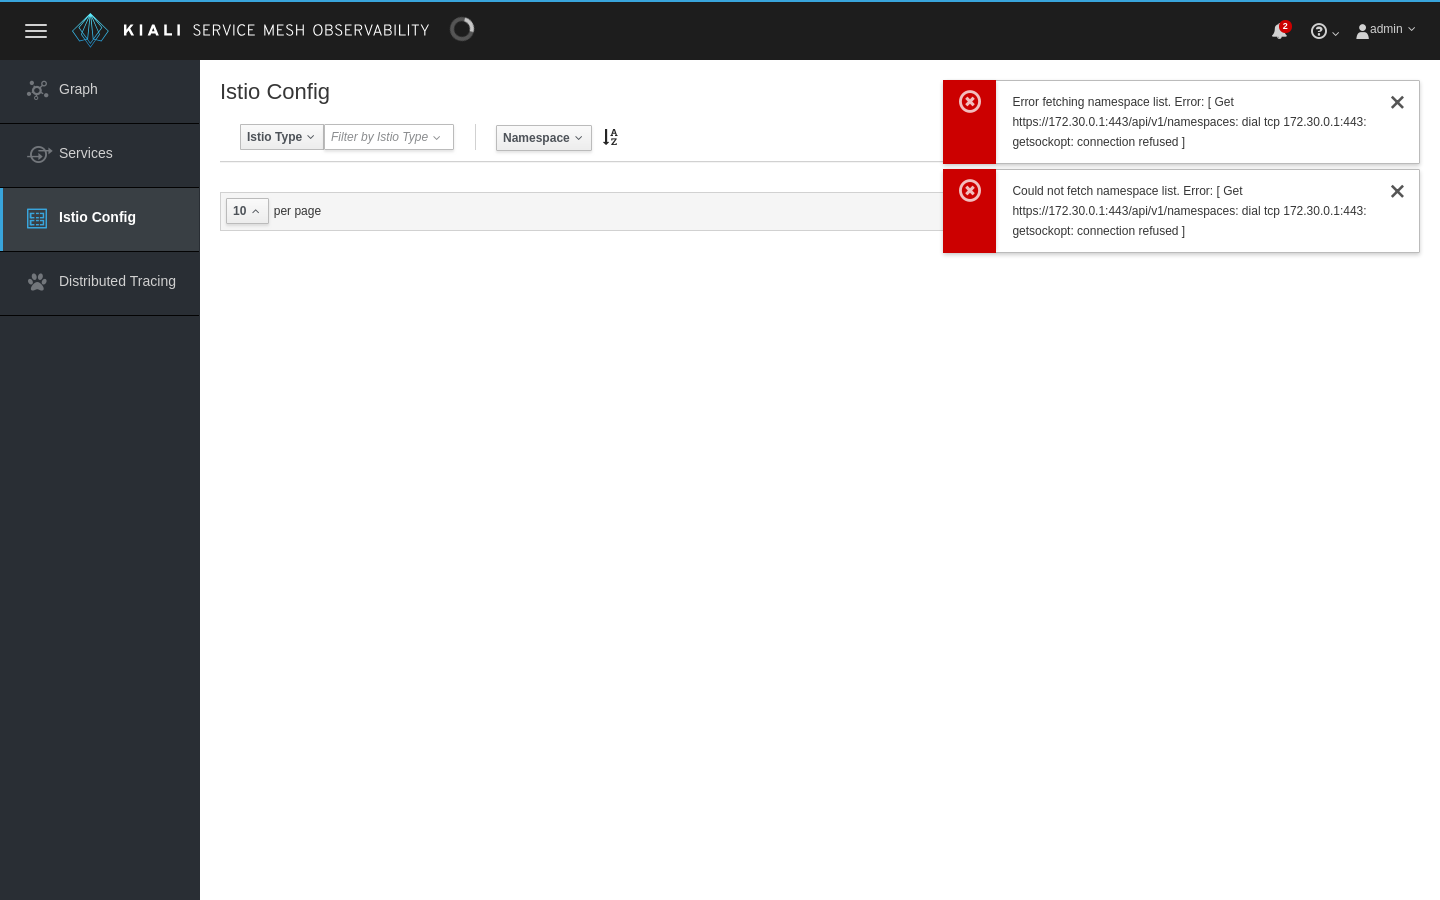 KIALI SERVICE MESH OBSERVABILITY
2
admin
Graph
Services
Istio Config
Distributed Tracing
Istio Config
Istio Type
Filter by Istio Type
Namespace
A
Z
10 per page
Error fetching namespace list. Error: [ Get
https://172.30.0.1:443/api/v1/namespaces: dial tcp 172.30.0.1:443:
getsockopt: connection refused ]
Could not fetch namespace list. Error: [ Get
https://172.30.0.1:443/api/v1/namespaces: dial tcp 172.30.0.1:443:
getsockopt: connection refused ]